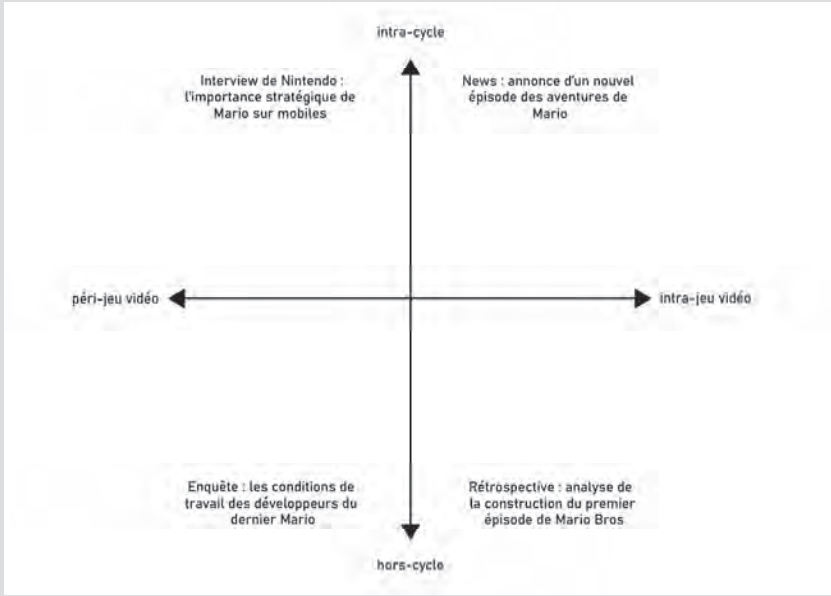 intra-cycle
Interview de Nintendo :
l'importance stratégique de
Mario sur mobiles
News : annonce d'un nouvel
épisode des aventures de
Mario
péri-jeu vidéo
intra-jeu vidéo
Enquête : les conditions de
travail des développeurs du
dernier Mario
Rétrospective : analyse de
la construction du premier
épisode de Mario Bros
hors-cycle